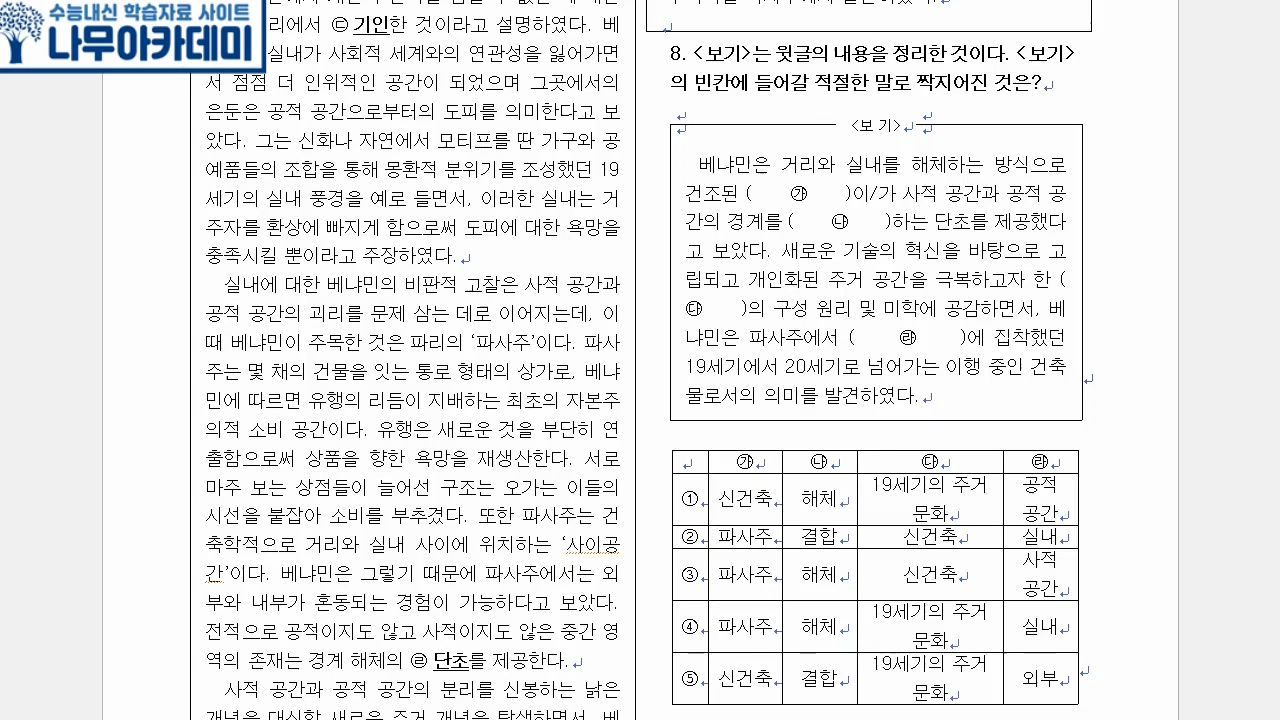 수능내신 학습자료 사이트
나무아카데미
리에서 ㉢ 기인한 것이라고 설명하였다. 베
실내가 사회적 세계와의 연관성을 잃어가면
서 점점 더 인위적인 공간이 되었으며 그곳에서의
은둔은 공적 공간으로부터의 도피를 의미한다고 보
았다. 그는 신화나 자연에서 모티프를 딴 가구와 공
예품들의 조합을 통해 몽환적 분위기를 조성했던 19
세기의 실내 풍경을 예로 들면서, 이러한 실내는 거
주자를 환상에 빠지게 함으로써 도피에 대한 욕망을
충족시킬 뿐이라고 주장하였다.
실내에 대한 베냐민의 비판적 고찰은 사적 공간과
공적 공간의 괴리를 문제 삼는 데로 이어지는데, 이
때 베냐민이 주목한 것은 파리의 ‘파사주’이다. 파사
주는 몇 채의 건물을 잇는 통로 형태의 상가로, 베냐
민에 따르면 유행의 리듬이 지배하는 최초의 자본주
의적 소비 공간이다. 유행은 새로운 것을 부단히 연
출함으로써 상품을 향한 욕망을 재생산한다. 서로
마주 보는 상점들이 늘어선 구조는 오가는 이들의
시선을 붙잡아 소비를 부추겼다. 또한 파사주는 건
축학적으로 거리와 실내 사이에 위치하는 ‘사이공
간’이다. 베냐민은 그렇기 때문에 파사주에서는 외
부와 내부가 혼동되는 경험이 가능하다고 보았다.
전적으로 공적이지도 않고 사적이지도 않은 중간 영
역의 존재는 경계 해체의 ㉣ 단초를 제공한다.
사적 공간과 공적 공간의 분리를 신봉하는 낡은
개념을 대신할 새로운 주거 개념을 탐색하면서, 베
8. <보기>는 윗글의 내용을 정리한 것이다. <보기>
의 빈칸에 들어갈 적절한 말로 짝지어진 것은?
<보 기>
베냐민은 거리와 실내를 해체하는 방식으로
건조된 ( ㉮ )이/가 사적 공간과 공적 공
간의 경계를 ( ㉯ )하는 단초를 제공했다
고 보았다. 새로운 기술의 혁신을 바탕으로 고
립되고 개인화된 주거 공간을 극복하고자 한 (
㉰ )의 구성 원리 및 미학에 공감하면서, 베
냐민은 파사주에서 ( ㉱ )에 집착했던
19세기에서 20세기로 넘어가는 이행 중인 건축
물로서의 의미를 발견하였다.
㉮ ㉯ ㉰ ㉱
① 신건축 해체 19세기의 주거 문화 공적 공간
② 파사주 결합 신건축 실내
③ 파사주 해체 신건축 사적 공간
④ 파사주 해체 19세기의 주거 문화 실내
⑤ 신건축 결합 19세기의 주거 문화 외부